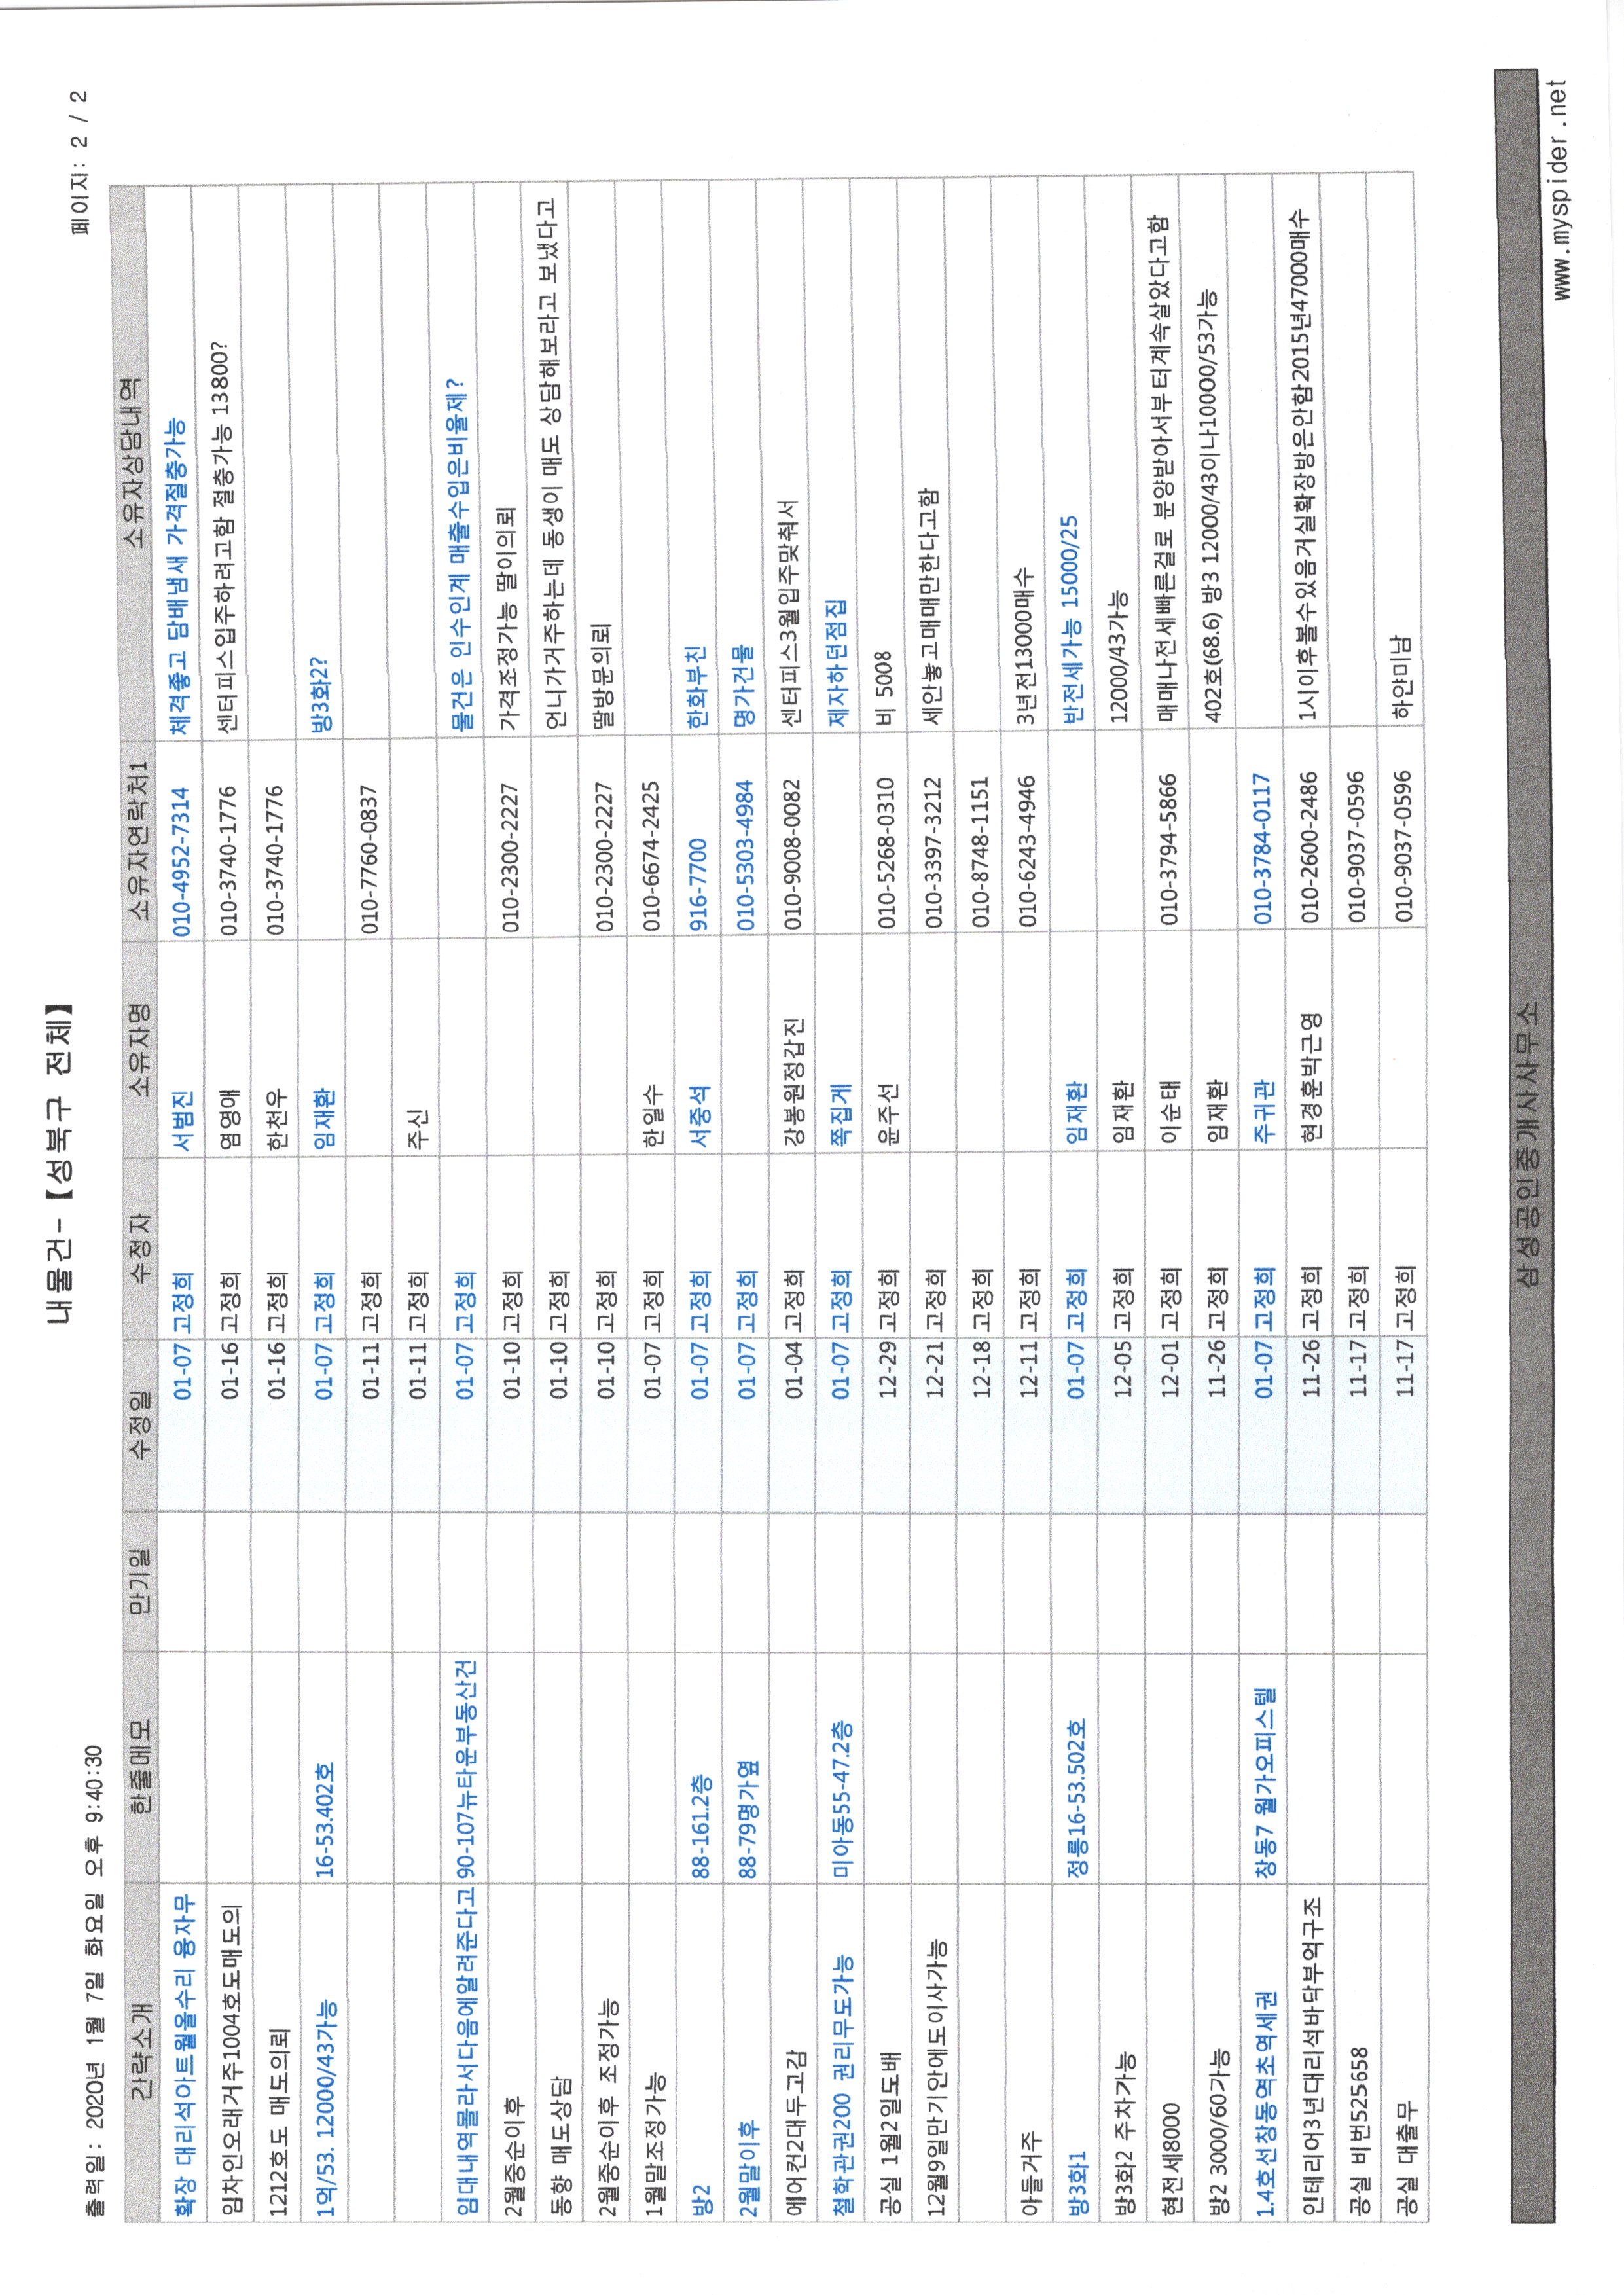 내물건-【성북구 전체】
출력일: 2020년 1월 7일 화요일 오후 9:40:30
페이지: 2 / 2
간략소개 한줄메모 만기일 수정일 수정자 소유자명 소유자연락처1 소유자상담내역
확장 대리석아트월올수리 융자무 01-07 고정희 서범진 010-4952-7314 체격좋고 담배냄새 가격절충가능
임차인오래거주1004호도매도의 01-16 고정희 염영애 010-3740-1776 센터피스입주하려고함 절충가능 13800?
1212호도 매도의뢰 01-16 고정희 한천우 010-3740-1776
1억/53. 12000/43가능 16-53.402호 01-07 고정희 임재환 방3화2?
01-11 고정희 010-7760-0837
01-11 고정희 주신
임대내역몰라서다음에알려준다고 90-107뉴타운부동산건 01-07 고정희 물건은 인수인계 매출수입은비율제?
2월중순이후 01-10 고정희 010-2300-2227 가격조정가능 딸이의뢰
동향 매도상담 01-10 고정희 언니가거주하는데 동생이 매도 상담해보라고 보냈다고
2월중순이후 조정가능 01-10 고정희 010-2300-2227 딸방문의뢰
1월말조정가능 01-07 고정희 한일수 010-6674-2425
방2 88-161.2층 01-07 고정희 서중석 916-7700 한화부친
2월말이후 88-79명가옆 01-07 고정희 010-5303-4984 명가건물
에어컨2대두고감 01-04 고정희 강봉원정갑진 010-9008-0082 센터피스3월입주맞춰서
철학관권200 권리무도가능 미아동55-47.2층 01-07 고정희 쪽집게 제자하던점집
공실 1월2일도배 12-29 고정희 윤주선 010-5268-0310 비 5008
12월9일만기안에도이사가능 12-21 고정희 010-3397-3212 세안놓고매매만한다고함
12-18 고정희 010-8748-1151
아들거주 12-11 고정희 010-6243-4946 3년전13000매수
방3화1 정릉16-53.502호 01-07 고정희 임재환 반전세가능 15000/25
방3화2 주차가능 12-05 고정희 임재환 12000/43가능
현전세8000 12-01 고정희 이순태 010-3794-5866 매매나전세빠른걸로 분양받아서부터계속살았다고함
방2 3000/60가능 11-26 고정희 임재환 402호(68.6) 방3 12000/43이나10000/53가능
1.4호선창동역초역세권 창동7 월가오피스텔 01-07 고정희 주귀관 010-3784-0117
인테리어3년대리석바닥부엌구조 11-26 고정희 현경훈박근영 010-2600-2486 1시이후볼수있음거실확장방은안함2015년47000매수
공실 비번525658 11-17 고정희 010-9037-0596
공실 대출무 11-17 고정희 010-9037-0596 하얀미남
삼성공인중개사사무소
www.myspider.net